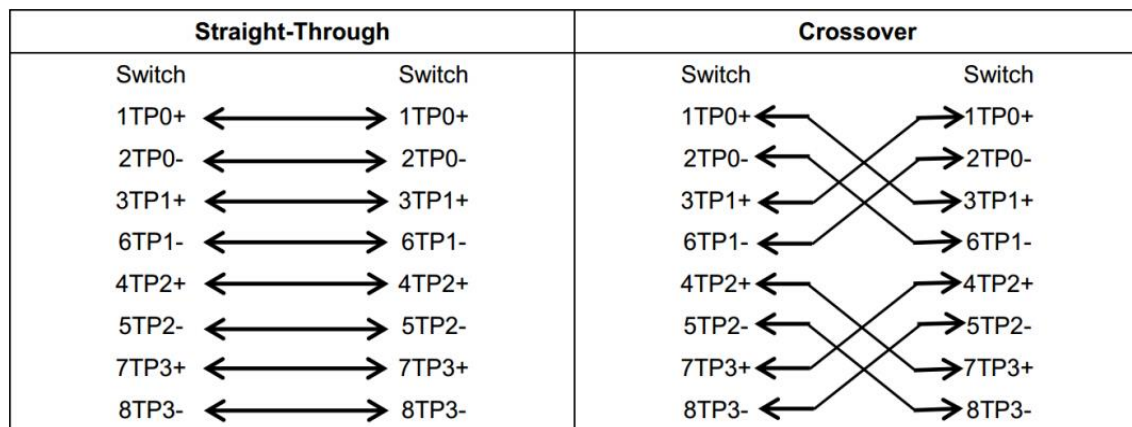 Straight-Through Crossover
Switch Switch Switch Switch
1TP0+ 1TP0+ 1TP0+ 1TP0+
2TP0- 2TP0- 2TP0- 2TP0-
3TP1+ 3TP1+ 3TP1+ 3TP1+
6TP1- 6TP1- 6TP1- 6TP1-
4TP2+ 4TP2+ 4TP2+ 4TP2+
5TP2- 5TP2- 5TP2- 5TP2-
7TP3+ 7TP3+ 7TP3+ 7TP3+
8TP3- 8TP3- 8TP3- 8TP3-